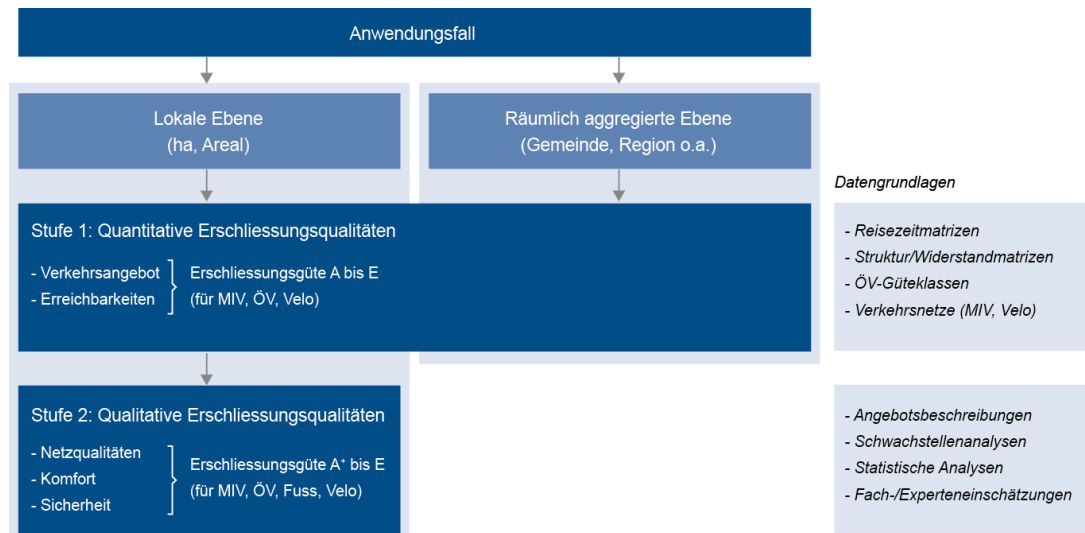 Anwendungsfall
Lokale Ebene
(ha, Areal)
Räumlich aggregierte Ebene
(Gemeinde, Region o.a.)
Datengrundlagen
Stufe 1: Quantitative Erschliessungsqualitäten
- Verkehrsangebot
- Erreichbarkeiten
Erschliessungsgüte A bis E
(für MIV, ÖV, Velo)
- Reisezeitmatrizen
- Struktur/Widerstandmatrizen
- ÖV-Güteklassen
- Verkehrsnetze (MIV, Velo)
Stufe 2: Qualitative Erschliessungsqualitäten
- Netzqualitäten
- Komfort
- Sicherheit
Erschliessungsgüte A⁺ bis E
(für MIV, ÖV, Fuss, Velo)
- Angebotsbeschreibungen
- Schwachstellenanalysen
- Statistische Analysen
- Fach-/Experteneinschätzungen